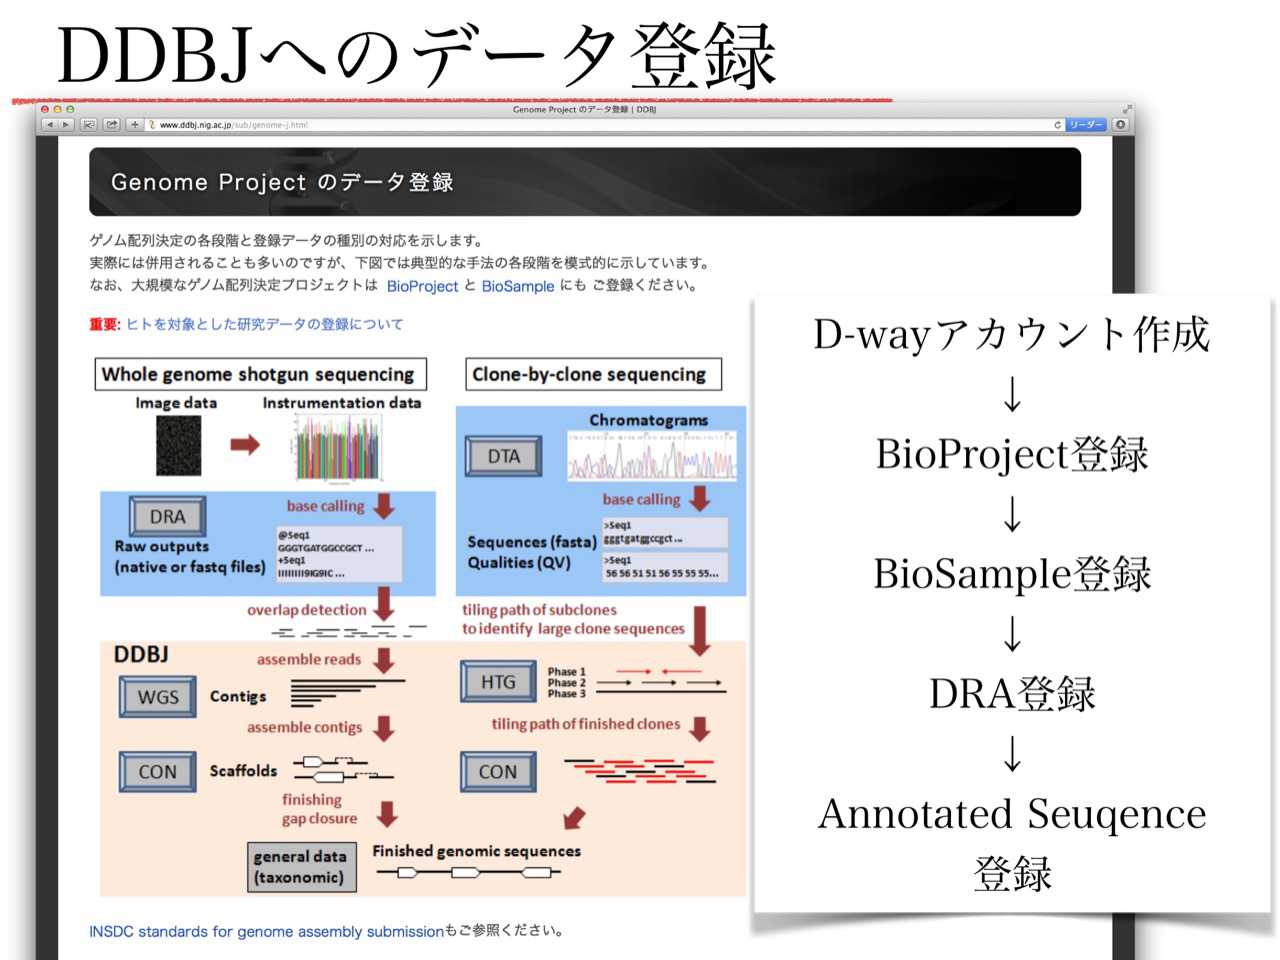 DDBJへのデータ登録
Genome Project のデータ登録 | DDBJ
www.ddbj.nig.ac.jp/sub/genome-j.html
リーダー
Genome Project のデータ登録
ゲノム配列決定の各段階と登録データの種別の対応を示します。
実際には併用されることも多いのですが、下図では典型的な手法の各段階を模式的に示しています。
なお、大規模なゲノム配列決定プロジェクトは BioProject と BioSample にも ご登録ください。
重要: ヒトを対象とした研究データの登録について
Whole genome shotgun sequencing
Image data
Instrumentation data
DRA
base calling
Raw outputs
(native or fastq files)
@Seq1
GGGTGATGGCCGCT ...
+Seq1
IIIIIIII9IG9IC ...
overlap detection
DDBJ
assemble reads
WGS
Contigs
assemble contigs
CON
Scaffolds
finishing
gap closure
general data
(taxonomic)
Finished genomic sequences
Clone-by-clone sequencing
Chromatograms
DTA
base calling
Sequences (fasta)
Qualities (QV)
>Seq1
gggtgatggccgct ...
>Seq1
56 56 51 51 56 55 55 55...
tiling path of subclones
to identify large clone sequences
HTG
Phase 1
Phase 2
Phase 3
tiling path of finished clones
CON
INSDC standards for genome assembly submissionもご参照ください。
D-wayアカウント作成
↓
BioProject登録
↓
BioSample登録
↓
DRA登録
↓
Annotated Seuqence
登録